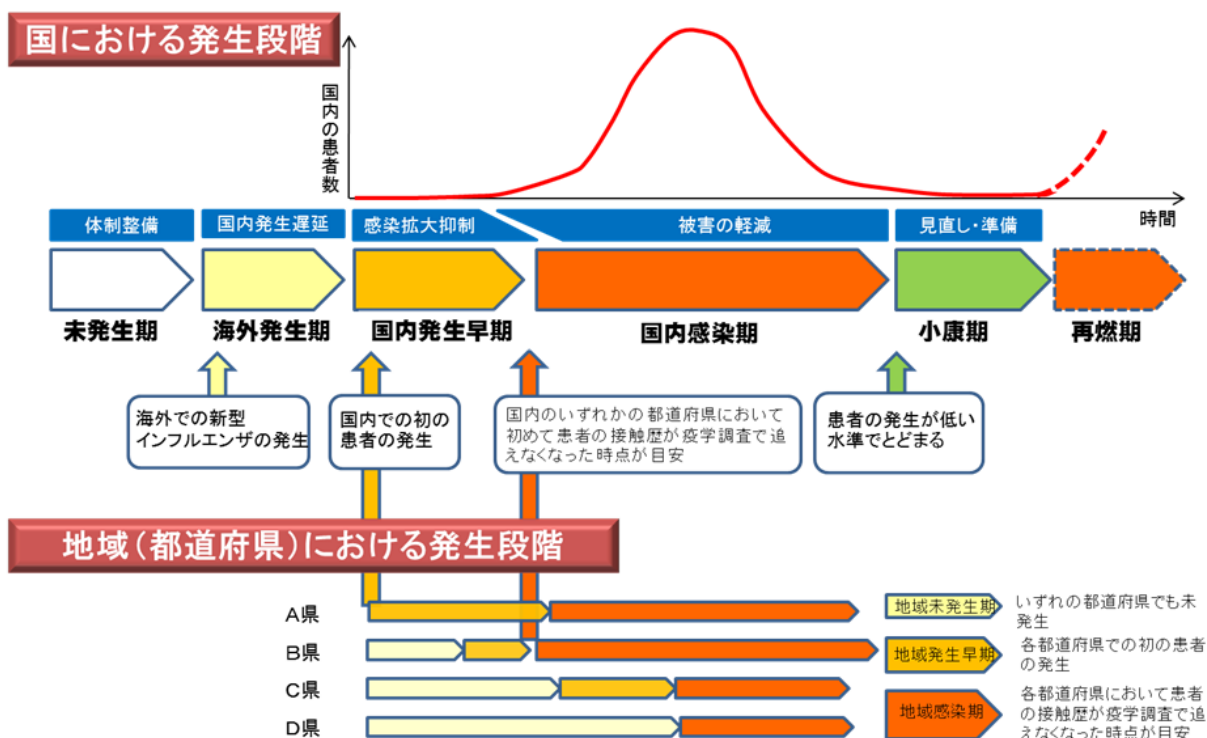 国における発生段階
国内の患者数
時間
体制整備
国内発生遅延
感染拡大抑制
被害の軽減
見直し・準備
未発生期
海外発生期
国内発生早期
国内感染期
小康期
再燃期
海外での新型
インフルエンザの発生
国内での初の
患者の発生
国内のいずれかの都道府県において
初めて患者の接触歴が疫学調査で追
えなくなった時点が目安
患者の発生が低い
水準でとどまる
地域(都道府県)における発生段階
A県
B県
C県
D県
地域未発生期
いずれの都道府県でも未
発生
地域発生早期
各都道府県での初の患者
の発生
地域感染期
各都道府県において患者
の接触歴が疫学調査で追
えなくなった時点が目安